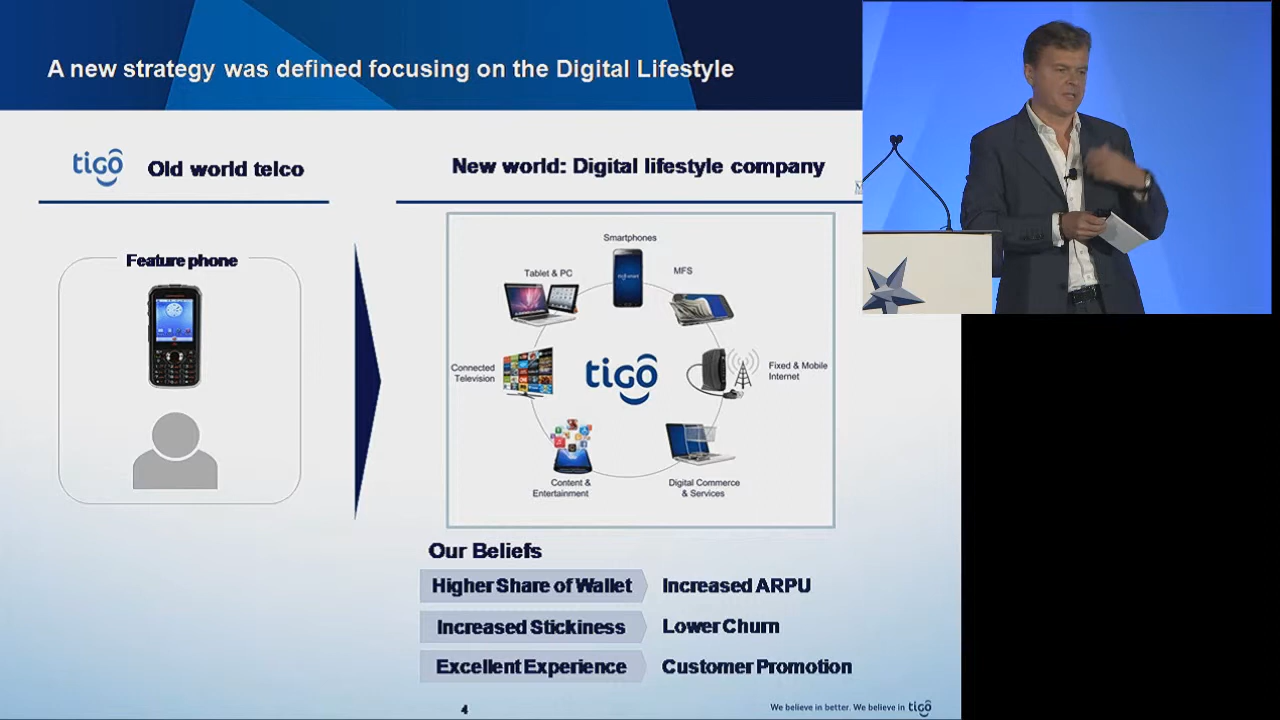 A new strategy was defined focusing on the Digital Lifestyle
tigo Old world telco
New world: Digital lifestyle company
Feature phone
Smartphones
Tablet & PC
MFS
Connected
Television
tigo
Fixed & Mobile
Internet
Content &
Entertainment
Digital Commerce
& Services
Our Beliefs
Higher Share of Wallet Increased ARPU
Increased Stickiness Lower Churn
Excellent Experience Customer Promotion
4
We believe in better. We believe in tigo